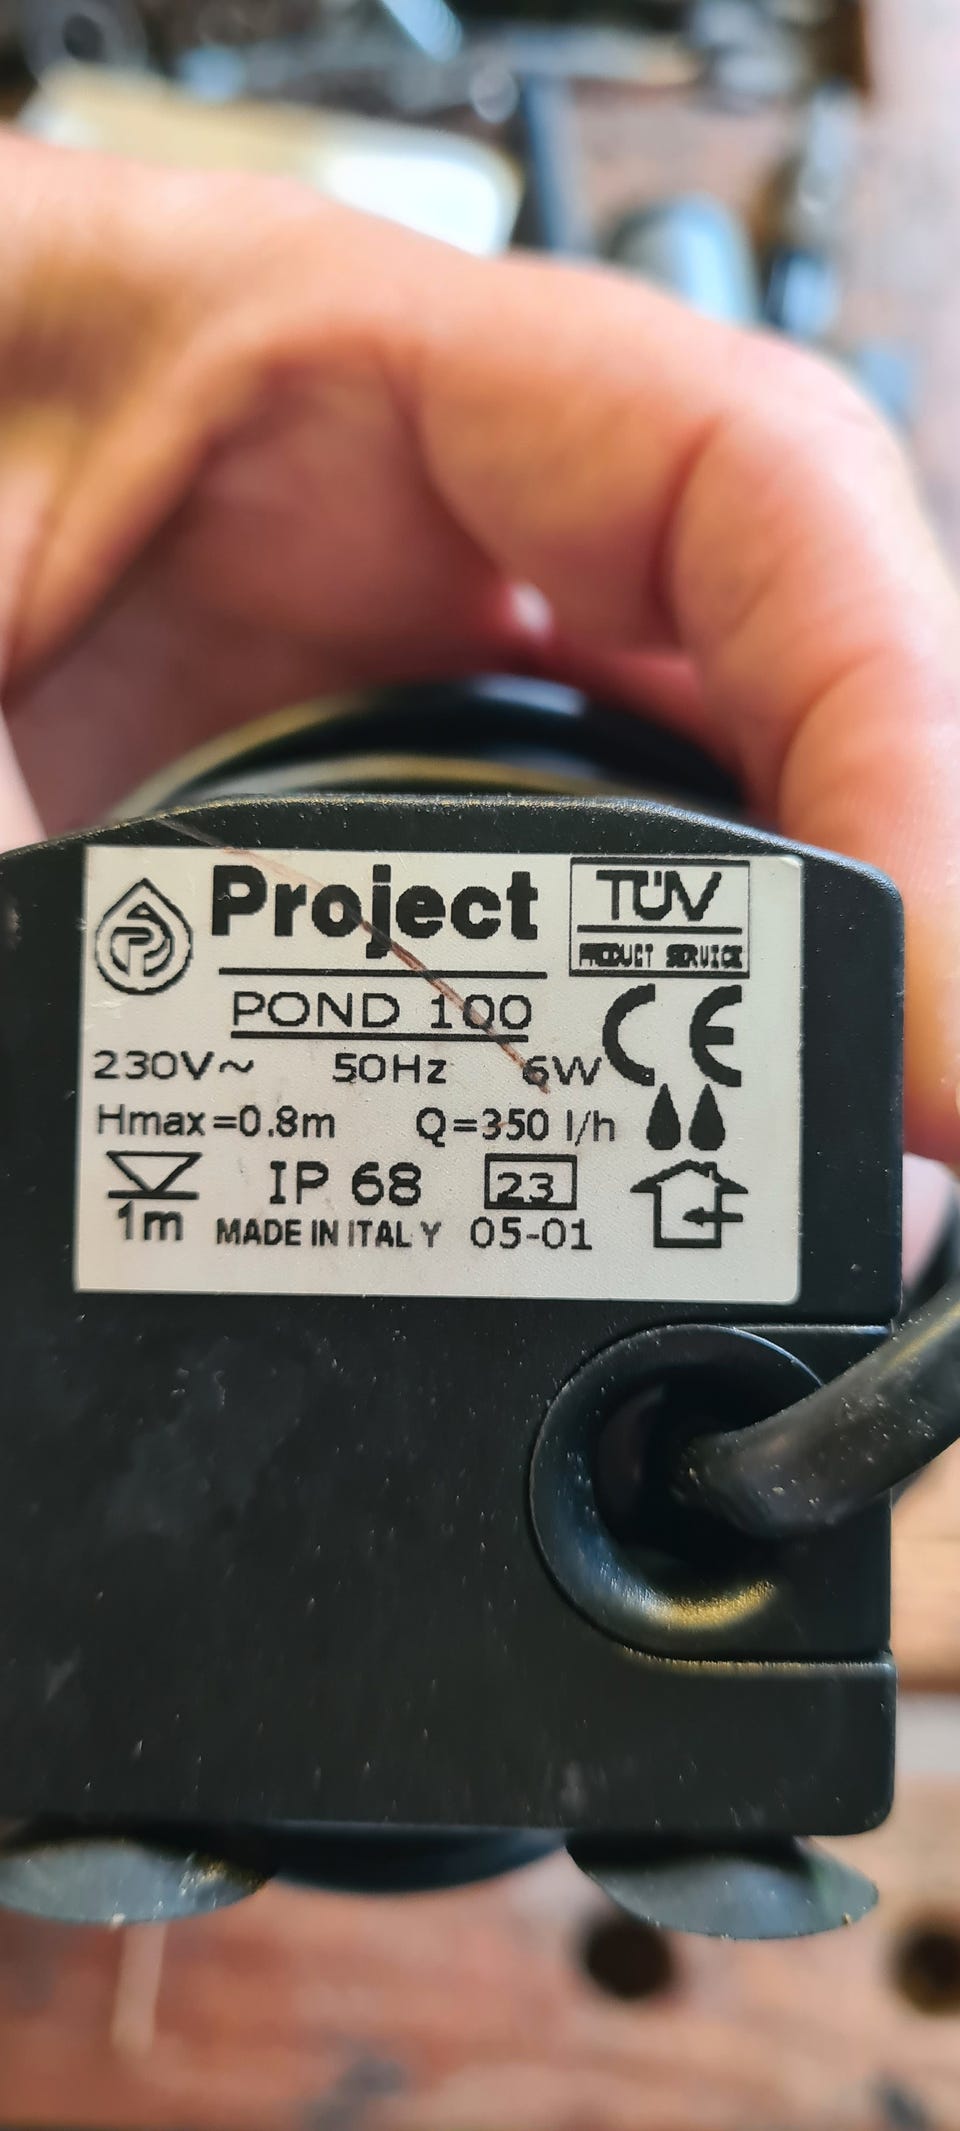 Project
TÜV
PRODUCT SERVICE
POND 100
CE
230V~ 50Hz 6W
Hmax=0.8m Q=350 l/h
IP 68 23
1m MADE IN ITALY 05-01